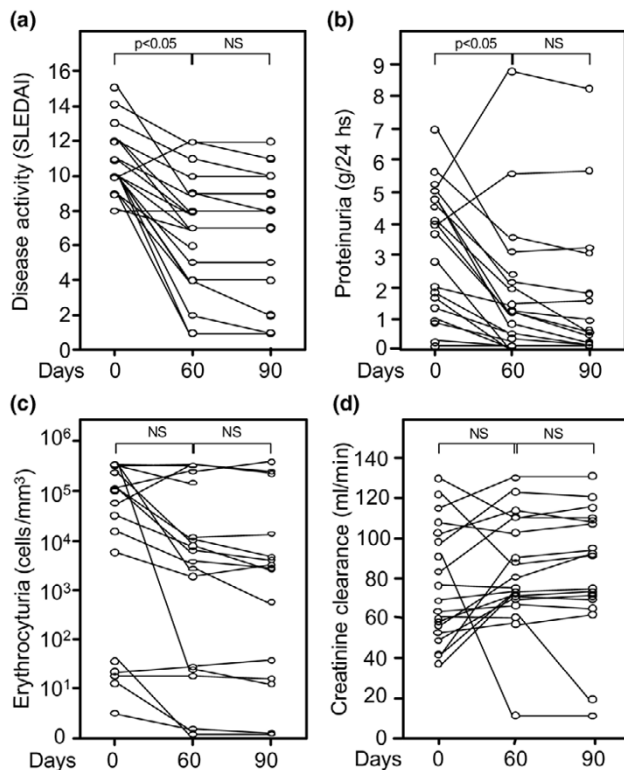 (a)
p<0.05 NS
Disease activity (SLEDAI)
16
14
12
10
8
6
4
2
0
Days 0 60 90
(b)
p<0.05 NS
Proteinuria (g/24 hs)
9
8
7
6
5
4
3
2
1
0
Days 0 60 90
(c)
NS NS
Erythrocyturia (cells/mm³)
10⁶
10⁵
10⁴
10³
10²
10¹
0
Days 0 60 90
(d)
NS NS
Creatinine clearance (ml/min)
140
120
100
80
60
40
20
0
Days 0 60 90